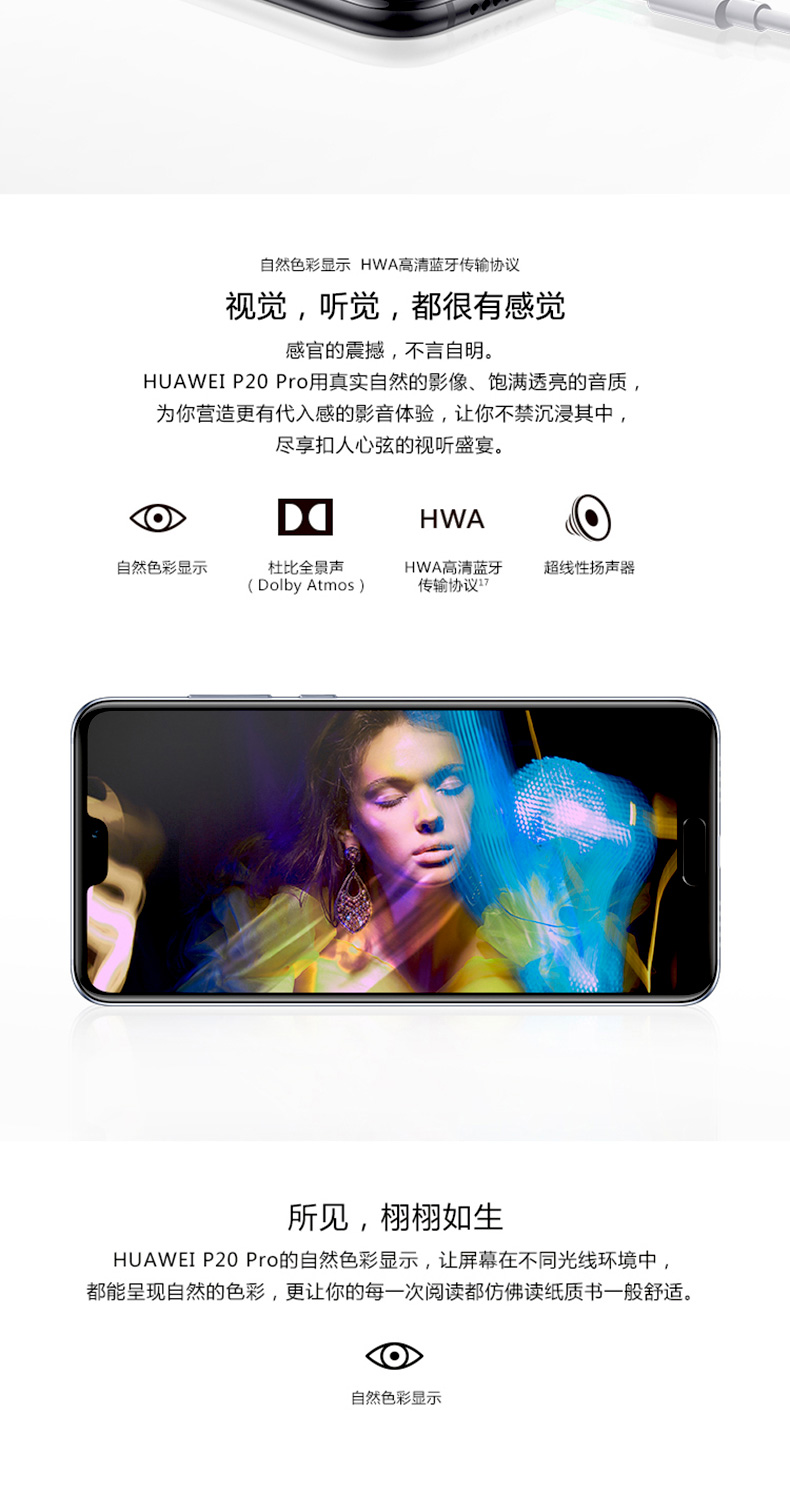 自然色彩显示 HWA高清蓝牙传输协议
视觉，听觉，都很有感觉
感官的震撼，不言自明。
HUAWEI P20 Pro用真实自然的影像、饱满透亮的音质，
为你营造更有代入感的影音体验，让你不禁沉浸其中，
尽享扣人心弦的视听盛宴。
HWA
自然色彩显示
杜比全景声
（Dolby Atmos）
HWA高清蓝牙
传输协议17
超线性扬声器
所见，栩栩如生
HUAWEI P20 Pro的自然色彩显示，让屏幕在不同光线环境中，
都能呈现自然的色彩，更让你的每一次阅读都仿佛读纸质书一般舒适。
自然色彩显示